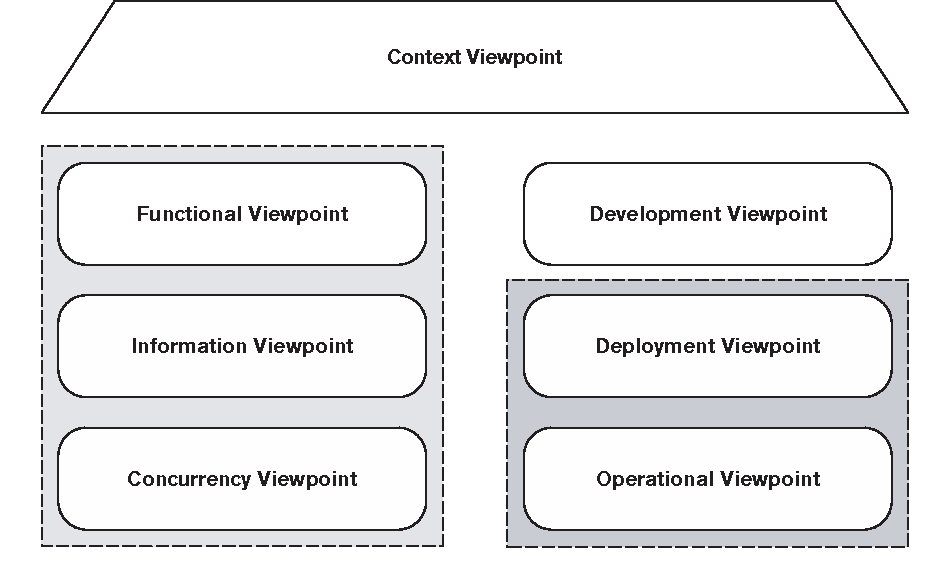 Context Viewpoint
Functional Viewpoint
Development Viewpoint
Information Viewpoint
Deployment Viewpoint
Concurrency Viewpoint
Operational Viewpoint